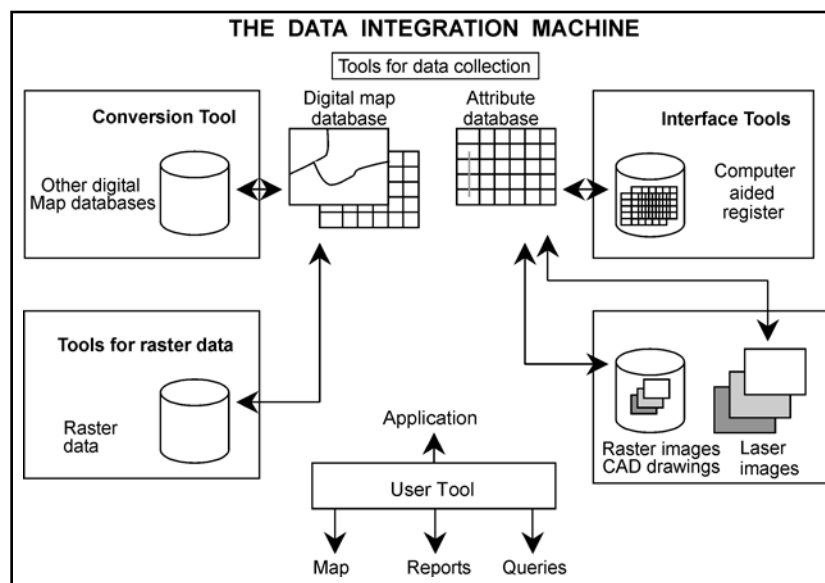 THE DATA INTEGRATION MACHINE
Tools for data collection
Conversion Tool
Other digital
Map databases
Digital map
database
Attribute
database
Interface Tools
Computer
aided
register
Tools for raster data
Raster
data
Raster images
CAD drawings
Laser
images
Application
User Tool
Map
Reports
Queries